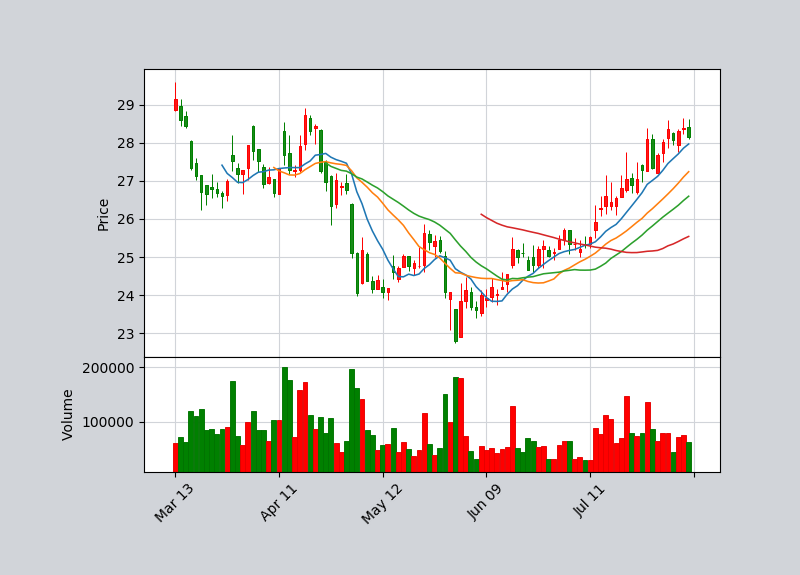 Price
29
28
27
26
25
24
23
Volume
200000
100000
Mar 13
Apr 11
May 12
Jun 09
Jul 11